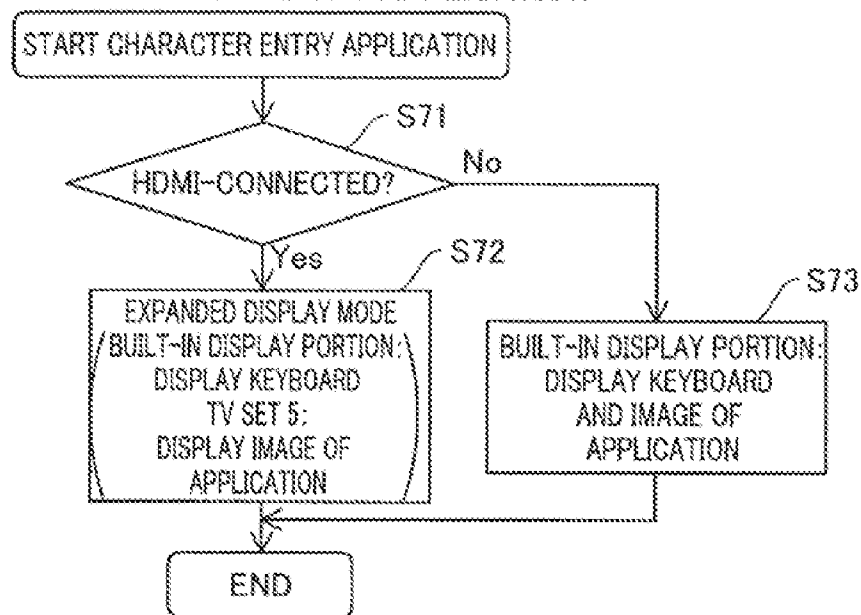 START CHARACTER ENTRY APPLICATION
S71
HDMI-CONNECTED?
No
Yes
S72
EXPANDED DISPLAY MODE
BUILT-IN DISPLAY PORTION:
DISPLAY KEYBOARD
TV SET 5:
DISPLAY IMAGE OF
APPLICATION
S73
BUILT-IN DISPLAY PORTION:
DISPLAY KEYBOARD
AND IMAGE OF
APPLICATION
END